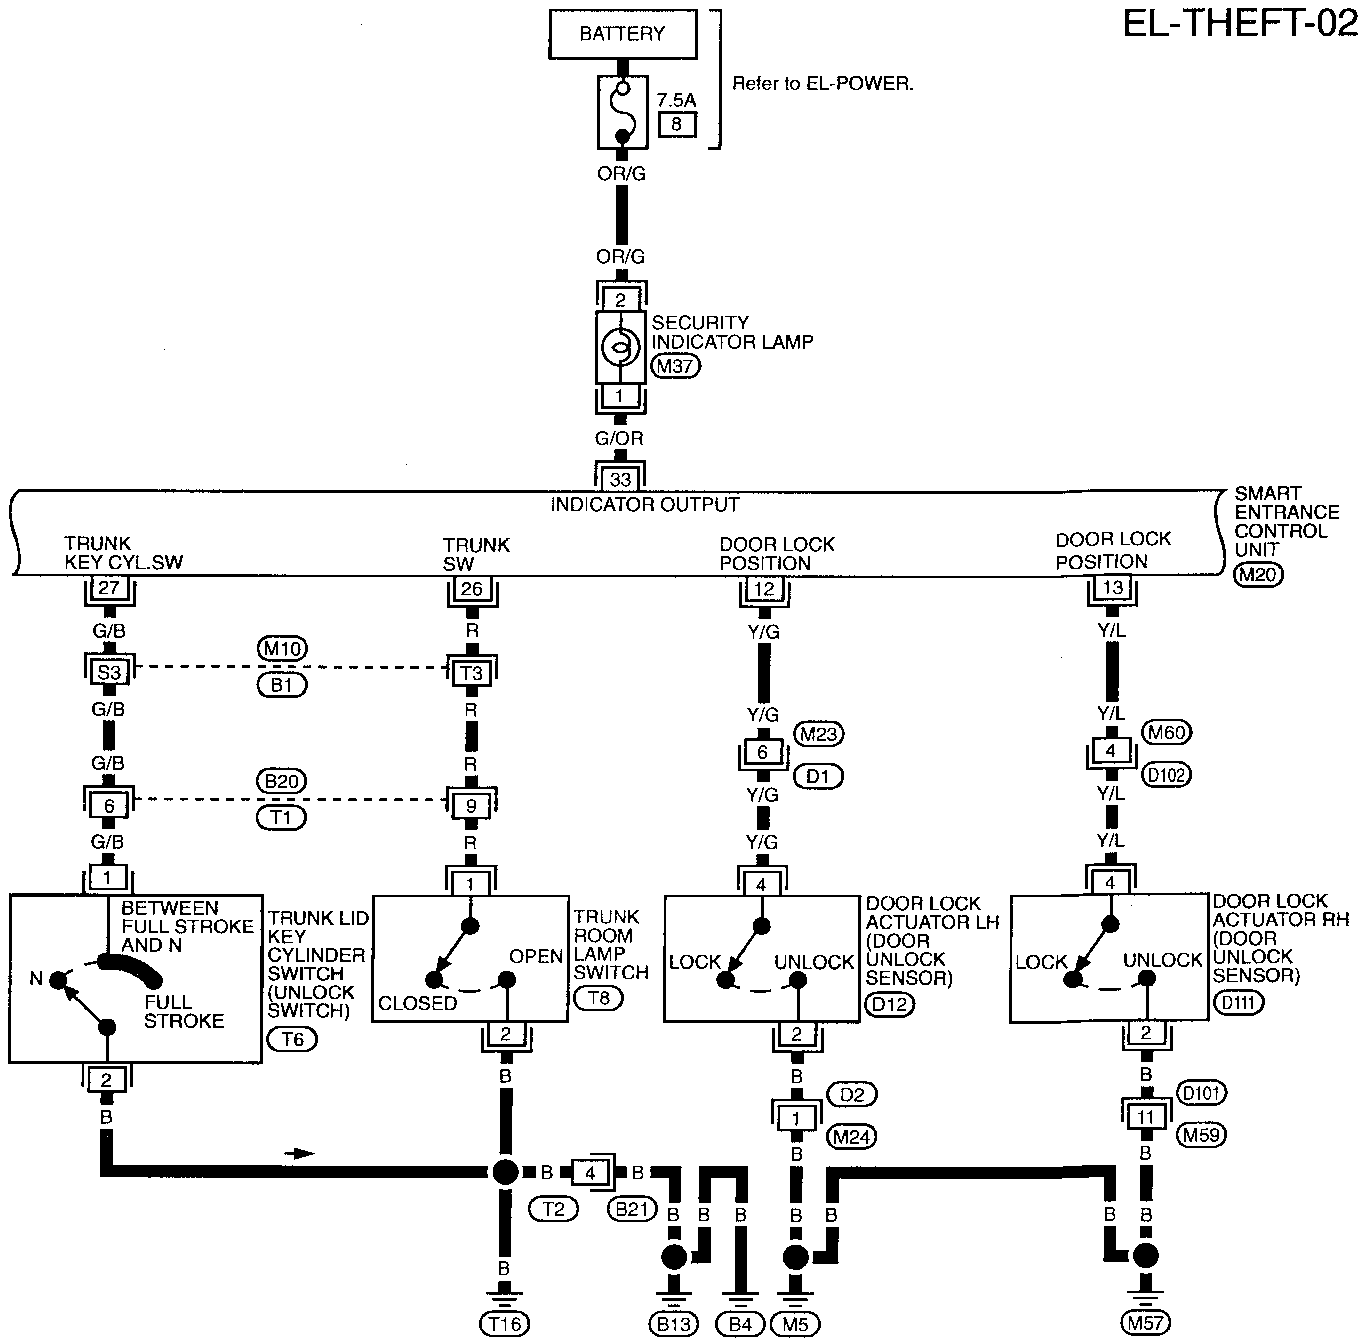 EL-THEFT-02
BATTERY
Refer to EL-POWER.
7.5A
8
OR/G
OR/G
2
SECURITY
INDICATOR LAMP
M37
1
G/OR
33
INDICATOR OUTPUT
SMART
ENTRANCE
CONTROL
UNIT
M20
TRUNK
KEY CYL.SW
TRUNK
SW
DOOR LOCK
POSITION
DOOR LOCK
POSITION
27 26 12 13
G/B R Y/G Y/L
M10
S3 T3
B1
G/B R Y/G Y/L
M23 M60
6 4
D1 D102
G/B R Y/G Y/L
B20
6 9
T1
G/B R Y/G Y/L
1 1 4 4
BETWEEN
FULL STROKE
AND N
N
FULL
STROKE
TRUNK LID
KEY
CYLINDER
SWITCH
(UNLOCK
SWITCH)
T6
OPEN
CLOSED
TRUNK
ROOM
LAMP
SWITCH
T8
LOCK UNLOCK
DOOR LOCK
ACTUATOR LH
(DOOR
UNLOCK
SENSOR)
D12
LOCK UNLOCK
DOOR LOCK
ACTUATOR RH
(DOOR
UNLOCK
SENSOR)
D111
2 2 2 2
B B B B
D2 D101
1 11
M24 M59
B B
B 4 B
T2 B21
B B B B B B B
B
T16 B13 B4 M5 M57